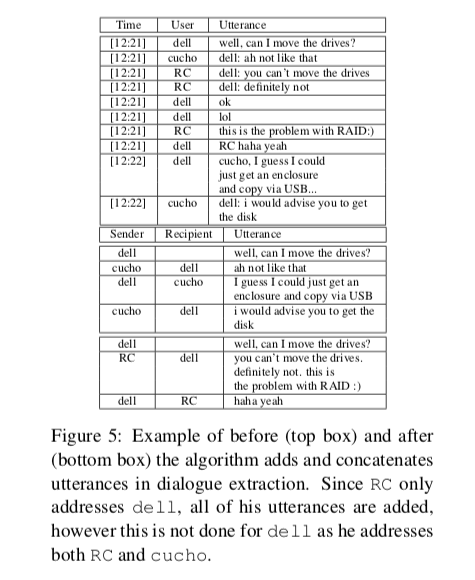 Time User Utterance
[12:21] dell well, can I move the drives?
[12:21] cucho dell: ah not like that
[12:21] RC dell: you can't move the drives
[12:21] RC dell: definitely not
[12:21] dell ok
[12:21] dell lol
[12:21] RC this is the problem with RAID:)
[12:21] dell RC haha yeah
[12:22] dell cucho, I guess I could
just get an enclosure
and copy via USB...
[12:22] cucho dell: i would advise you to get
the disk
Sender Recipient Utterance
dell well, can I move the drives?
cucho dell ah not like that
dell cucho I guess I could just get an
enclosure and copy via USB
cucho dell i would advise you to get the
disk
dell well, can I move the drives?
RC dell you can't move the drives.
definitely not. this is
the problem with RAID :)
dell RC haha yeah
Figure 5: Example of before (top box) and after
(bottom box) the algorithm adds and concatenates
utterances in dialogue extraction. Since RC only
addresses dell, all of his utterances are added,
however this is not done for dell as he addresses
both RC and cucho.